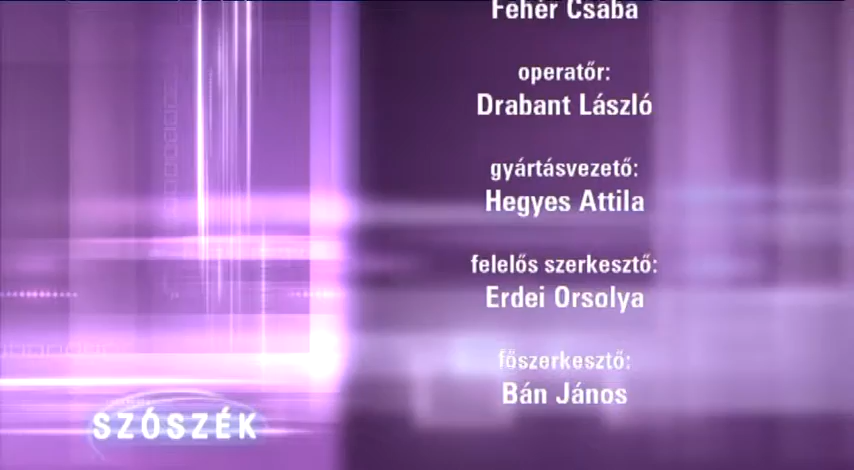 Fehér Csaba
operatőr:
Drabant László
gyártásvezető:
Hegyes Attila
felelős szerkesztő:
Erdei Orsolya
főszerkesztő:
Bán János
SZÓSZÉK